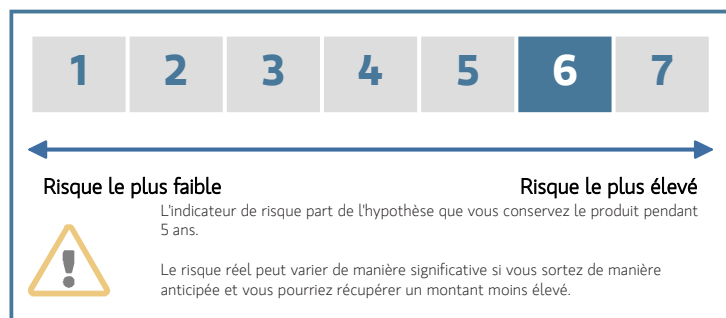 1 2 3 4 5 6 7
Risque le plus faible Risque le plus élevé
L'indicateur de risque part de l'hypothèse que vous conservez le produit pendant
5 ans.
Le risque réel peut varier de manière significative si vous sortez de manière
anticipée et vous pourriez récupérer un montant moins élevé.